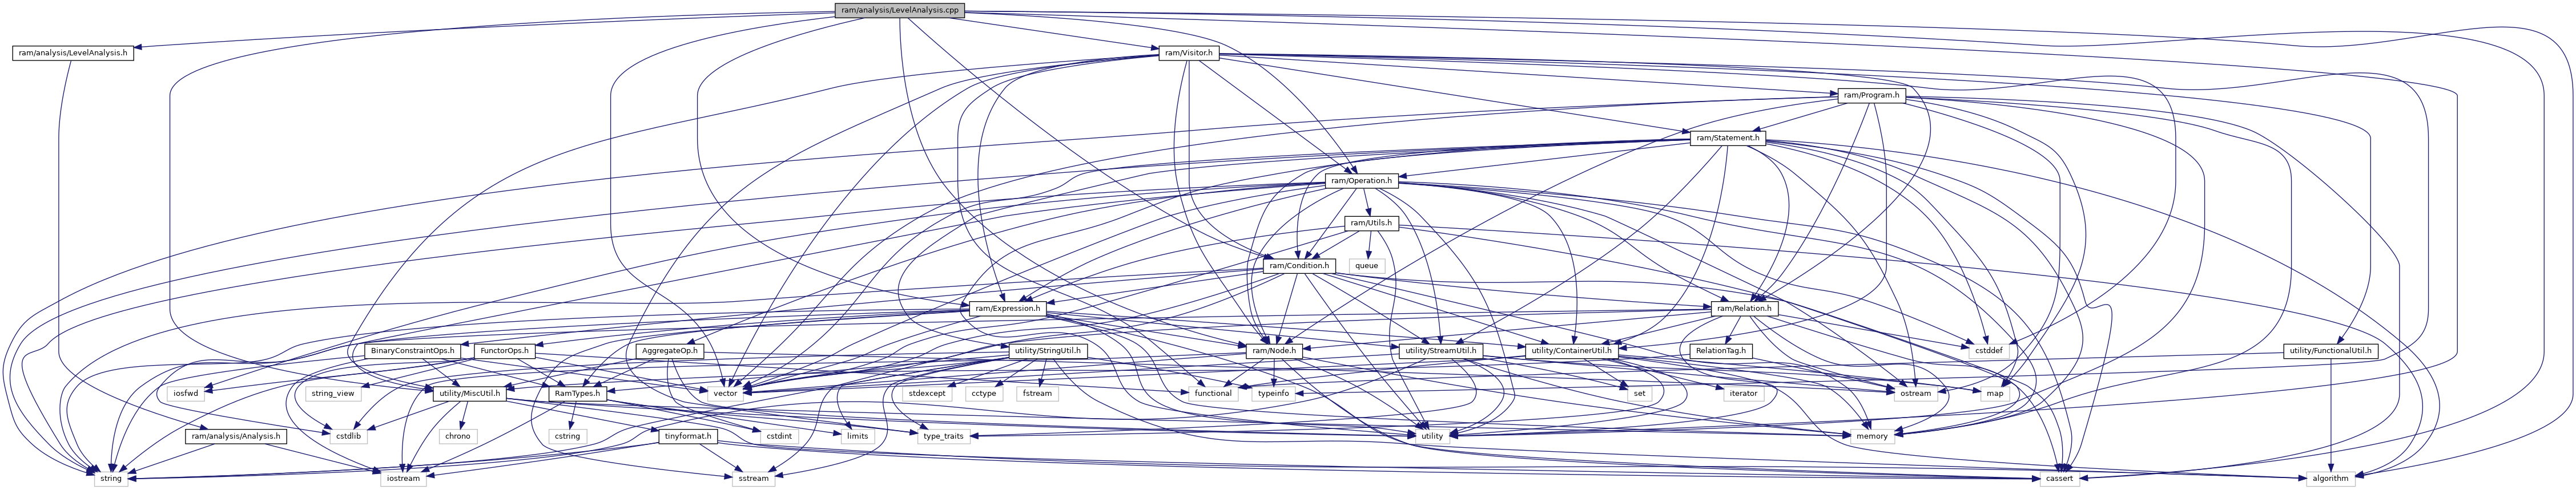 ram/analysis/LevelAnalysis.cpp
ram/analysis/LevelAnalysis.h
ram/Visitor.h
ram/Program.h
ram/Statement.h
ram/Operation.h
ram/Utils.h
ram/Condition.h
queue
ram/Expression.h
ram/Relation.h
BinaryConstraintOps.h
FunctorOps.h
AggregateOp.h
utility/StringUtil.h
ram/Node.h
utility/StreamUtil.h
utility/ContainerUtil.h
RelationTag.h
cstddef
utility/FunctionalUtil.h
iosfwd
string_view
utility/MiscUtil.h
RamTypes.h
vector
stdexcept
cctype
fstream
functional
typeinfo
set
iterator
ostream
map
ram/analysis/Analysis.h
cstdlib
chrono
cstring
tinyformat.h
cstdint
limits
type_traits
utility
memory
string
iostream
sstream
cassert
algorithm